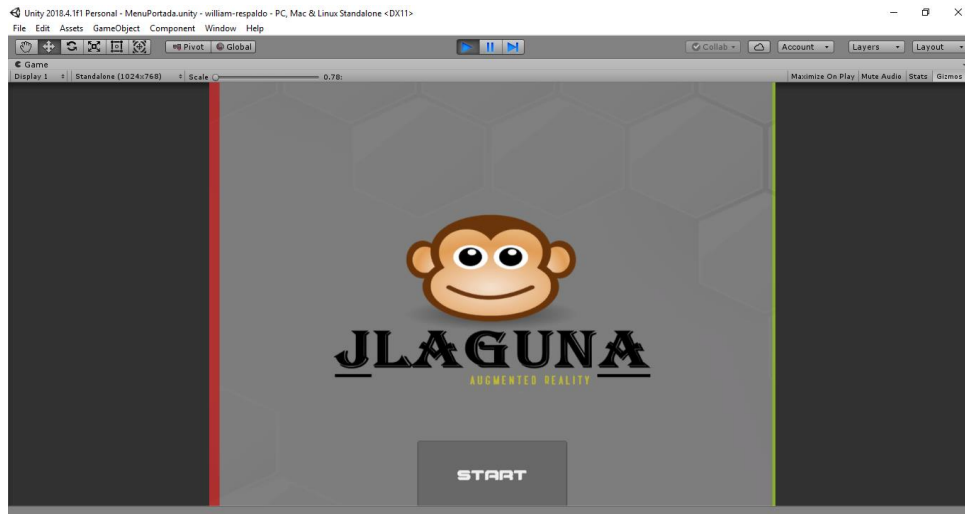 Unity 2018.4.1f1 Personal - MenuPortada.unity - william-respaldo - PC, Mac & Linux Standalone <DX11>
File Edit Assets GameObject Component Window Help
Pivot Global Collab Account Layers Layout
Game
Display 1 Standalone (1024x768) Scale 0.78: Maximize On Play Mute Audio Stats Gizmos
JLAGUNA
AUGMENTED REALITY
START